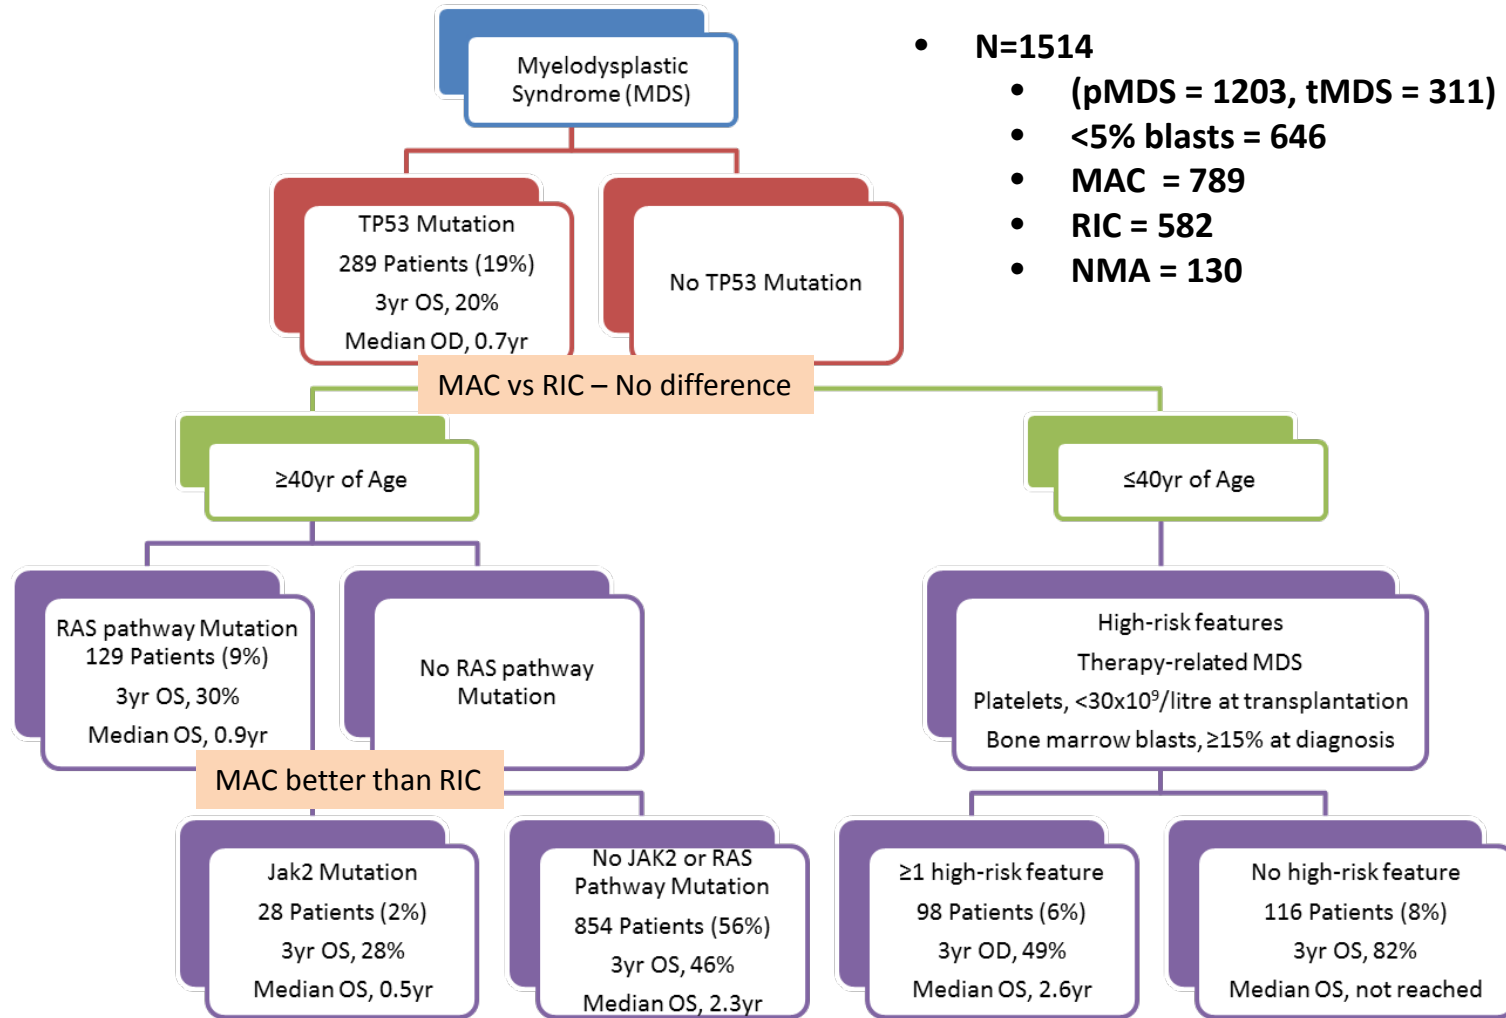 Myelodysplastic
Syndrome (MDS)
• N=1514
• (pMDS = 1203, tMDS = 311)
• <5% blasts = 646
• MAC = 789
• RIC = 582
• NMA = 130
TP53 Mutation
289 Patients (19%)
3yr OS, 20%
Median OD, 0.7yr
No TP53 Mutation
MAC vs RIC – No difference
≥40yr of Age
≤40yr of Age
RAS pathway Mutation
129 Patients (9%)
3yr OS, 30%
Median OS, 0.9yr
No RAS pathway
Mutation
High-risk features
Therapy-related MDS
Platelets, <30x10⁹/litre at transplantation
Bone marrow blasts, ≥15% at diagnosis
MAC better than RIC
Jak2 Mutation
28 Patients (2%)
3yr OS, 28%
Median OS, 0.5yr
No JAK2 or RAS
Pathway Mutation
854 Patients (56%)
3yr OS, 46%
Median OS, 2.3yr
≥1 high-risk feature
98 Patients (6%)
3yr OD, 49%
Median OS, 2.6yr
No high-risk feature
116 Patients (8%)
3yr OS, 82%
Median OS, not reached